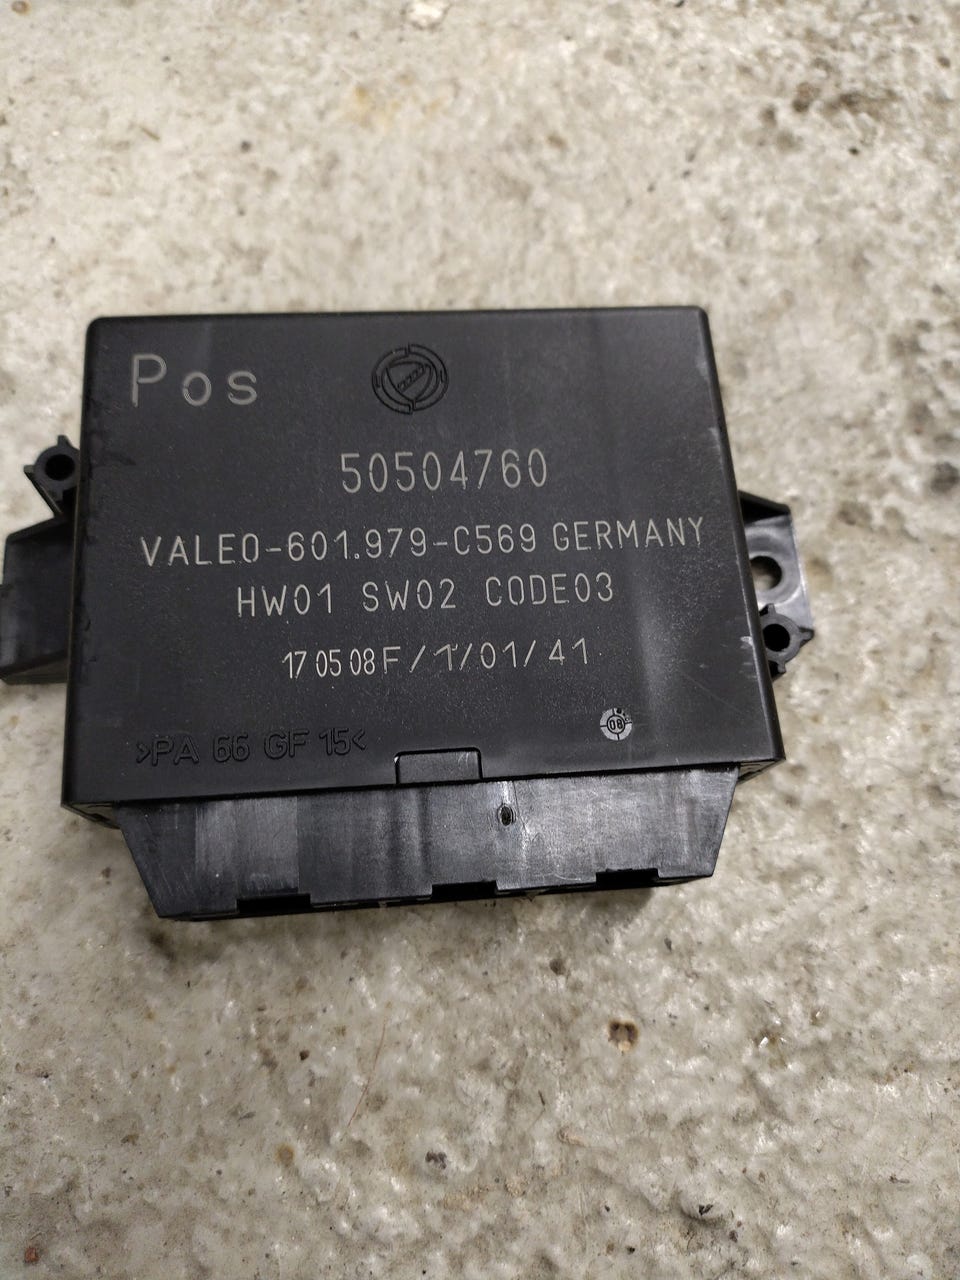 Pos
50504760
VALEO-601.979-C569 GERMANY
HW01 SW02 CODE03
17 05 08 F/1/01/41
08
>PA 66 GF 15<